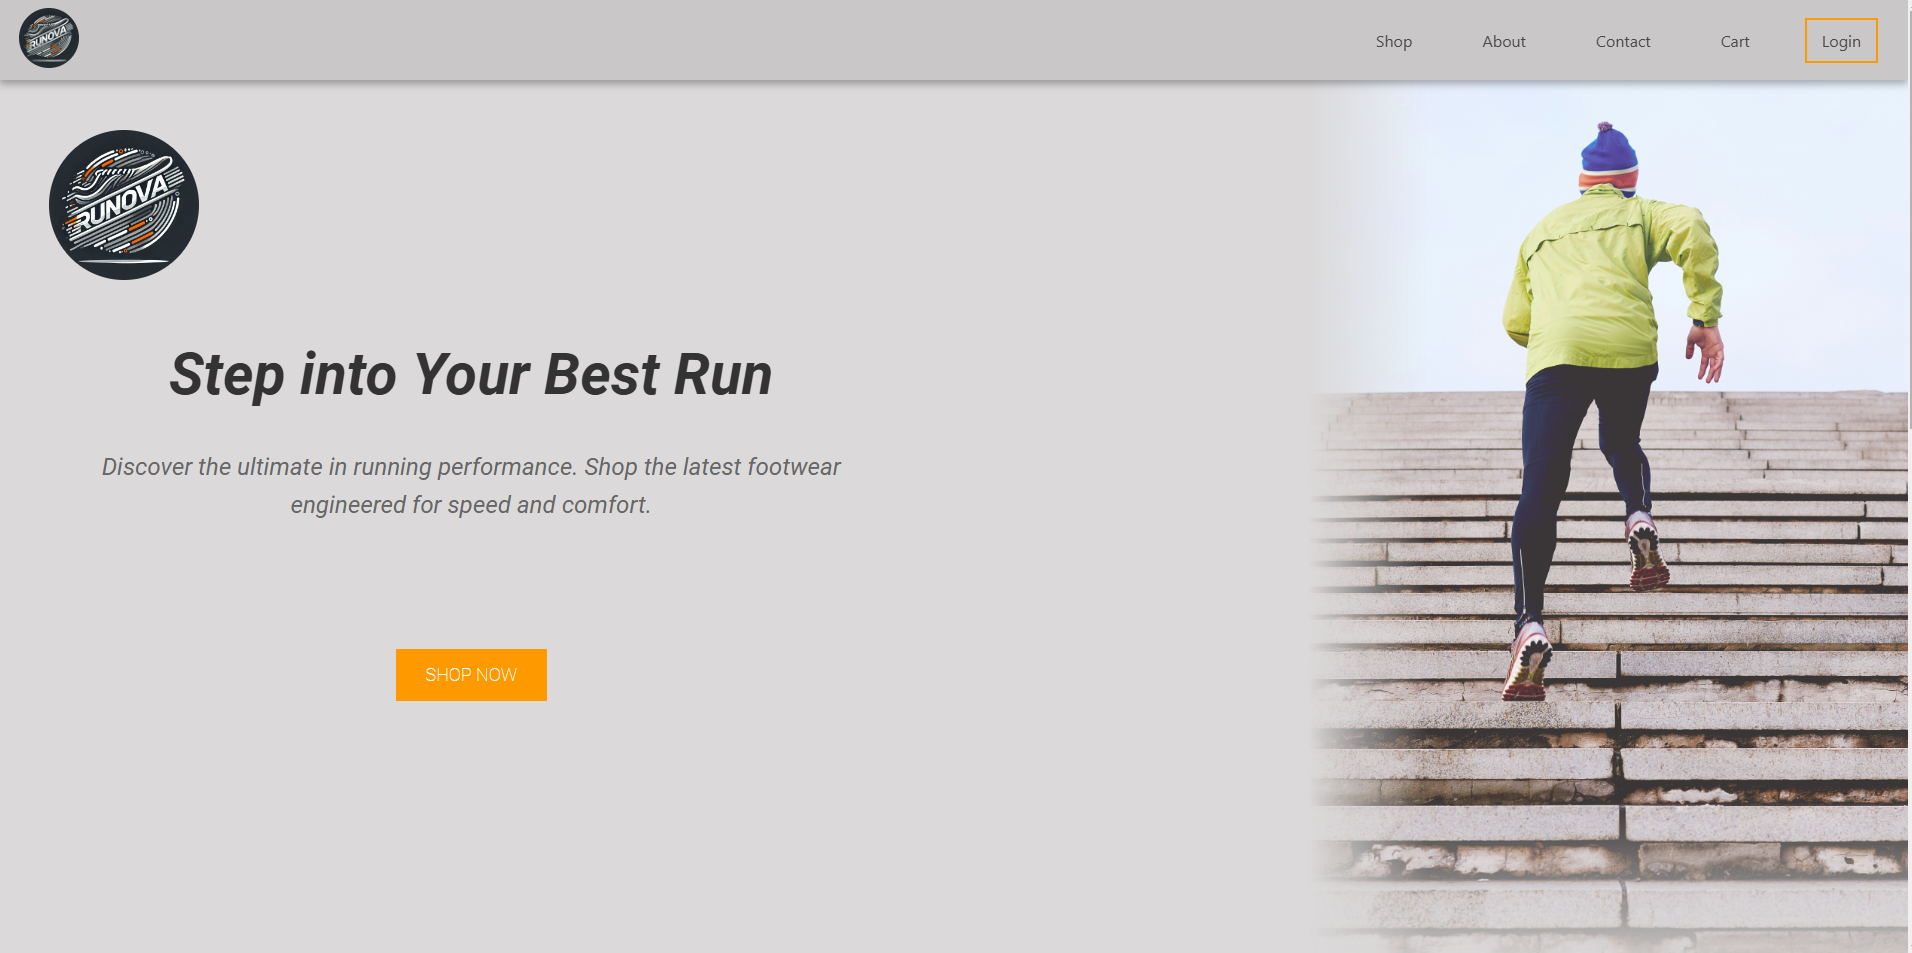 RUNOVA
Shop
About
Contact
Cart
Login
RUNOVA
Step into Your Best Run
Discover the ultimate in running performance. Shop the latest footwear
engineered for speed and comfort.
SHOP NOW